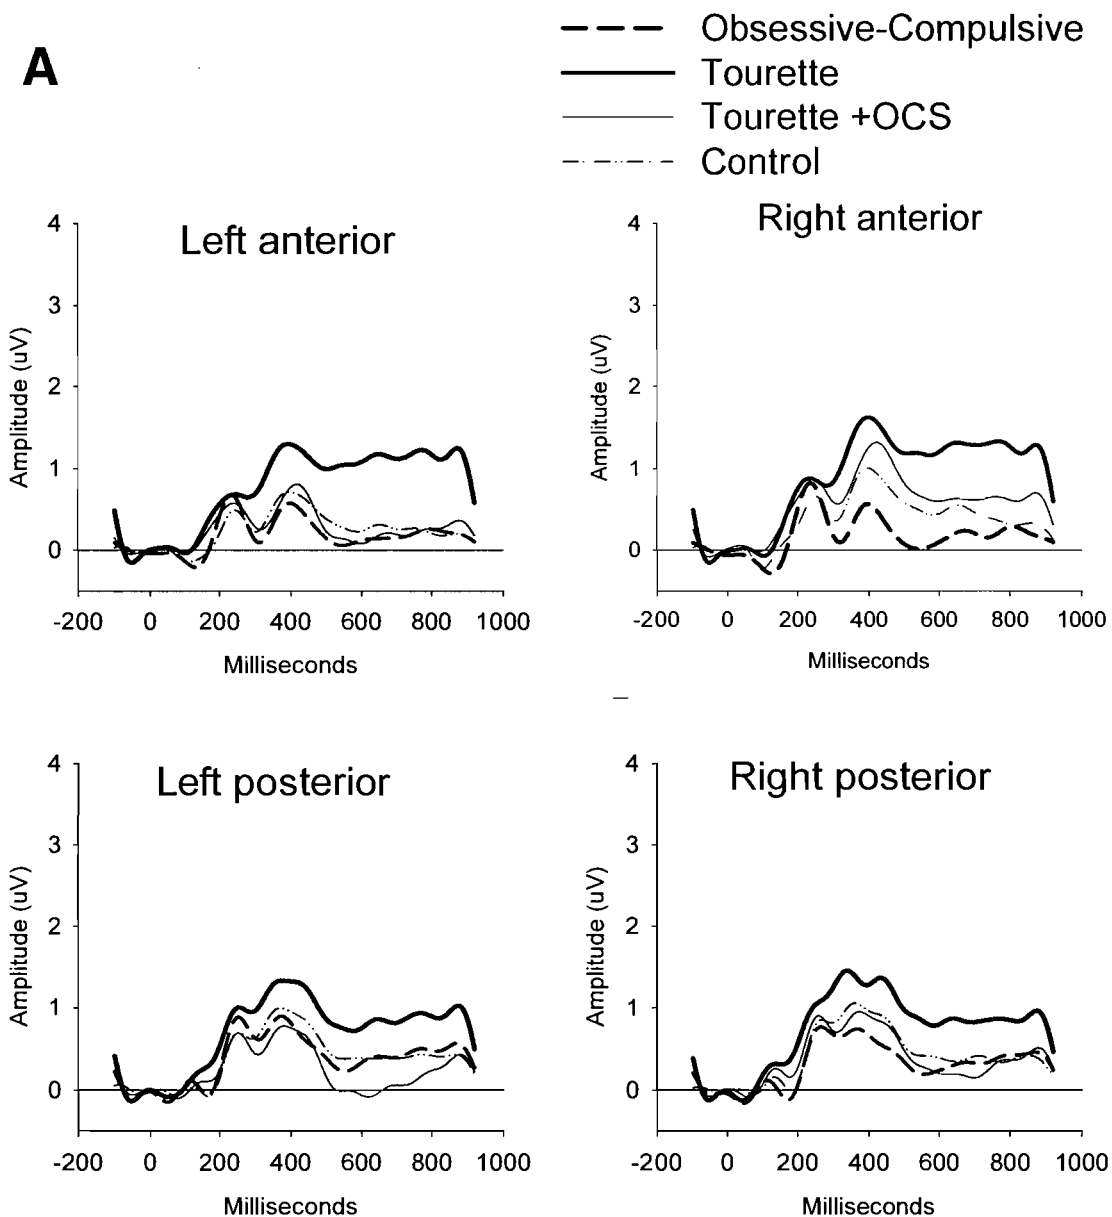 A
Obsessive-Compulsive
Tourette
Tourette +OCS
Control
Left anterior
Amplitude (uV)
4
3
2
1
0
-200 0 200 400 600 800 1000
Milliseconds
Right anterior
Amplitude (uV)
4
3
2
1
0
-200 0 200 400 600 800 1000
Milliseconds
Left posterior
Amplitude (uV)
4
3
2
1
0
-200 0 200 400 600 800 1000
Milliseconds
Right posterior
Amplitude (uV)
4
3
2
1
0
-200 0 200 400 600 800 1000
Milliseconds